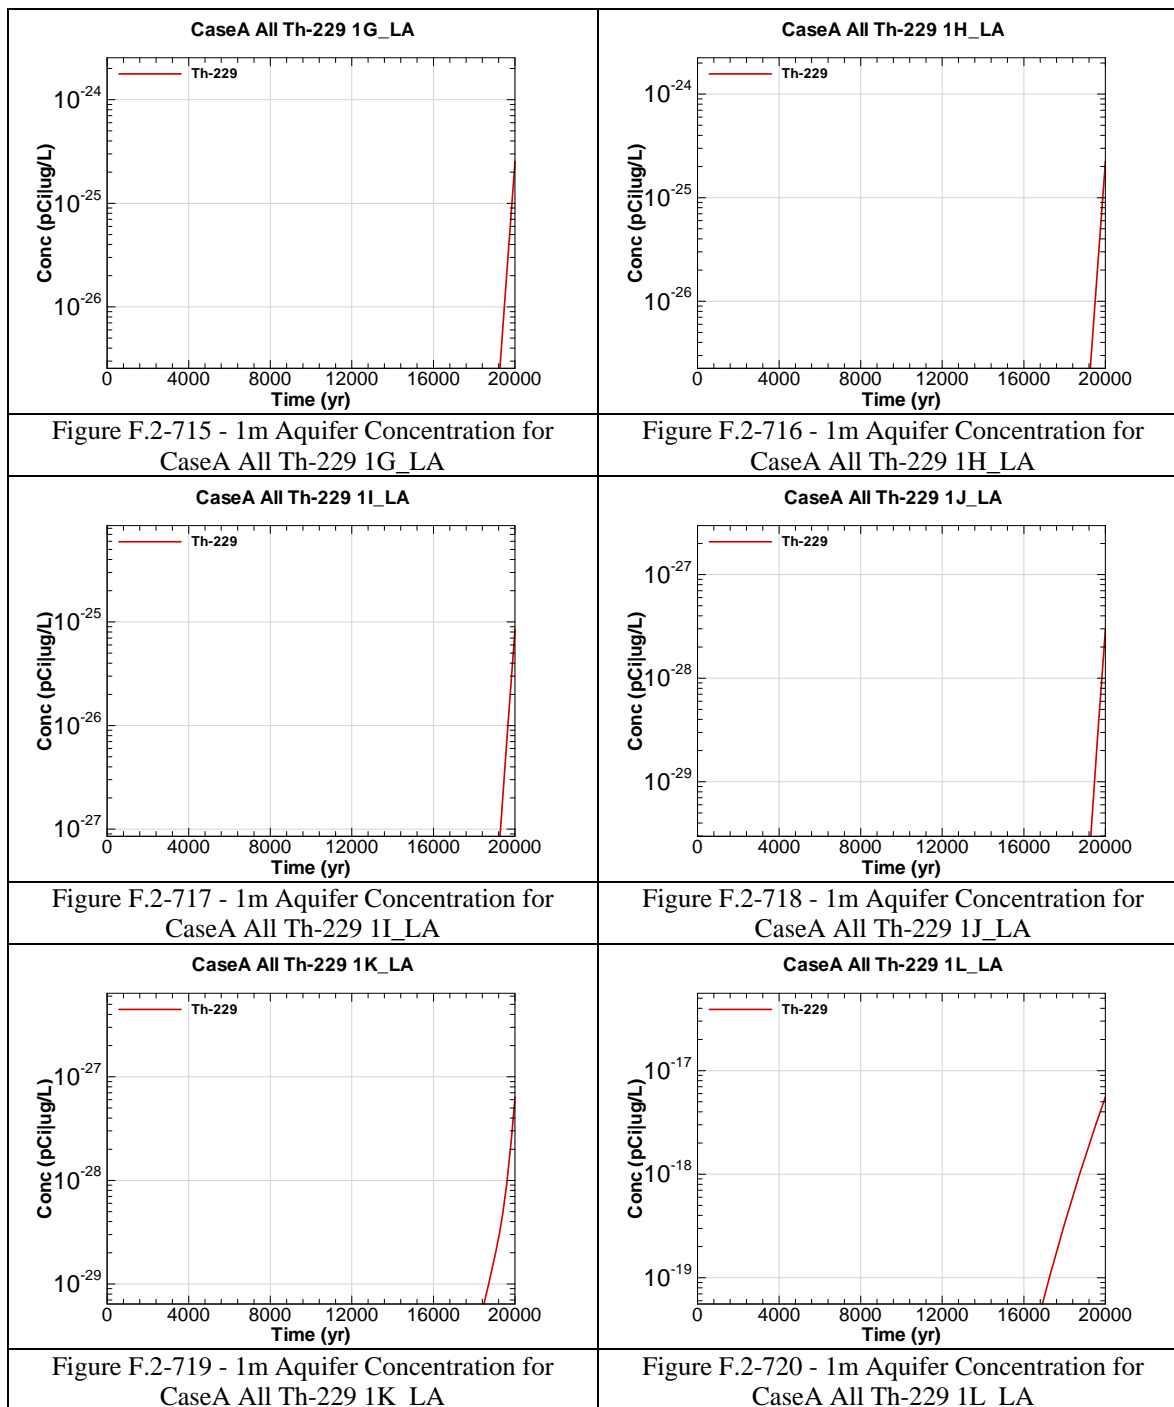 CaseA All Th-229 1G_LA
Th-229
10-24
10-25
10-26
Conc (pCi|ug/L)
0 4000 8000 12000 16000 20000
Time (yr)
Figure F.2-715 - 1m Aquifer Concentration for
CaseA All Th-229 1G_LA
CaseA All Th-229 1H_LA
Th-229
10-24
10-25
10-26
Conc (pCi|ug/L)
0 4000 8000 12000 16000 20000
Time (yr)
Figure F.2-716 - 1m Aquifer Concentration for
CaseA All Th-229 1H_LA
CaseA All Th-229 1I_LA
Th-229
10-25
10-26
10-27
Conc (pCi|ug/L)
0 4000 8000 12000 16000 20000
Time (yr)
Figure F.2-717 - 1m Aquifer Concentration for
CaseA All Th-229 1I_LA
CaseA All Th-229 1J_LA
Th-229
10-27
10-28
10-29
Conc (pCi|ug/L)
0 4000 8000 12000 16000 20000
Time (yr)
Figure F.2-718 - 1m Aquifer Concentration for
CaseA All Th-229 1J_LA
CaseA All Th-229 1K_LA
Th-229
10-27
10-28
10-29
Conc (pCi|ug/L)
0 4000 8000 12000 16000 20000
Time (yr)
Figure F.2-719 - 1m Aquifer Concentration for
CaseA All Th-229 1K_LA
CaseA All Th-229 1L_LA
Th-229
10-17
10-18
10-19
Conc (pCi|ug/L)
0 4000 8000 12000 16000 20000
Time (yr)
Figure F.2-720 - 1m Aquifer Concentration for
CaseA All Th-229 1L_LA